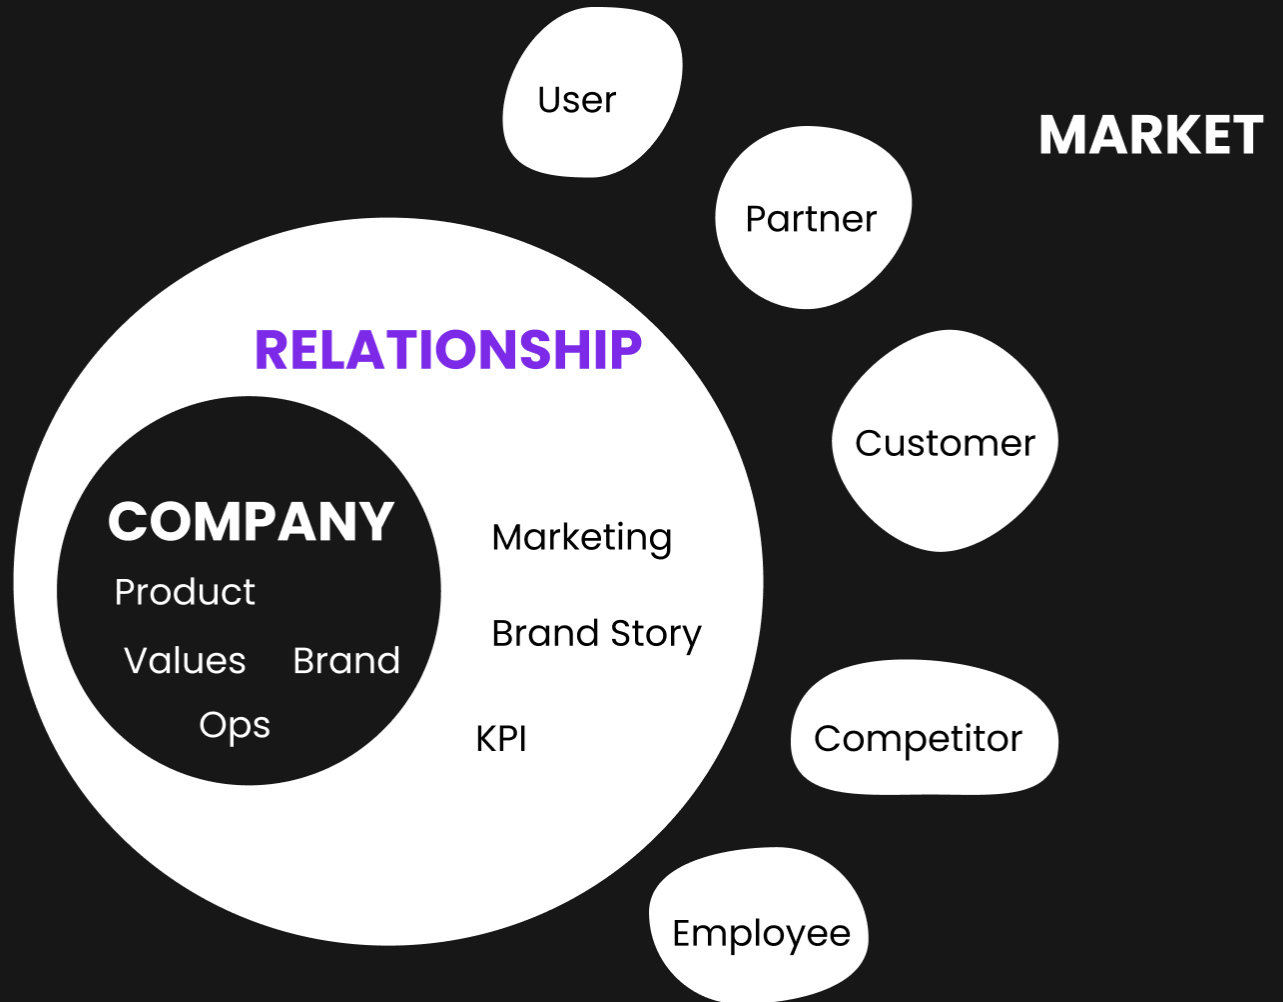 User
MARKET
Partner
RELATIONSHIP
Customer
COMPANY
Marketing
Product
Brand Story
Values Brand
Ops
KPI
Competitor
Employee